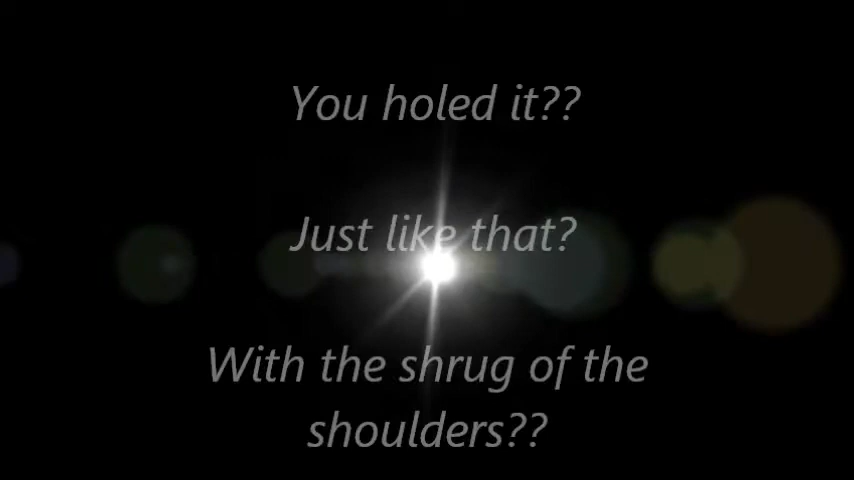 You holed it??
Just like that?
With the shrug of the
shoulders??